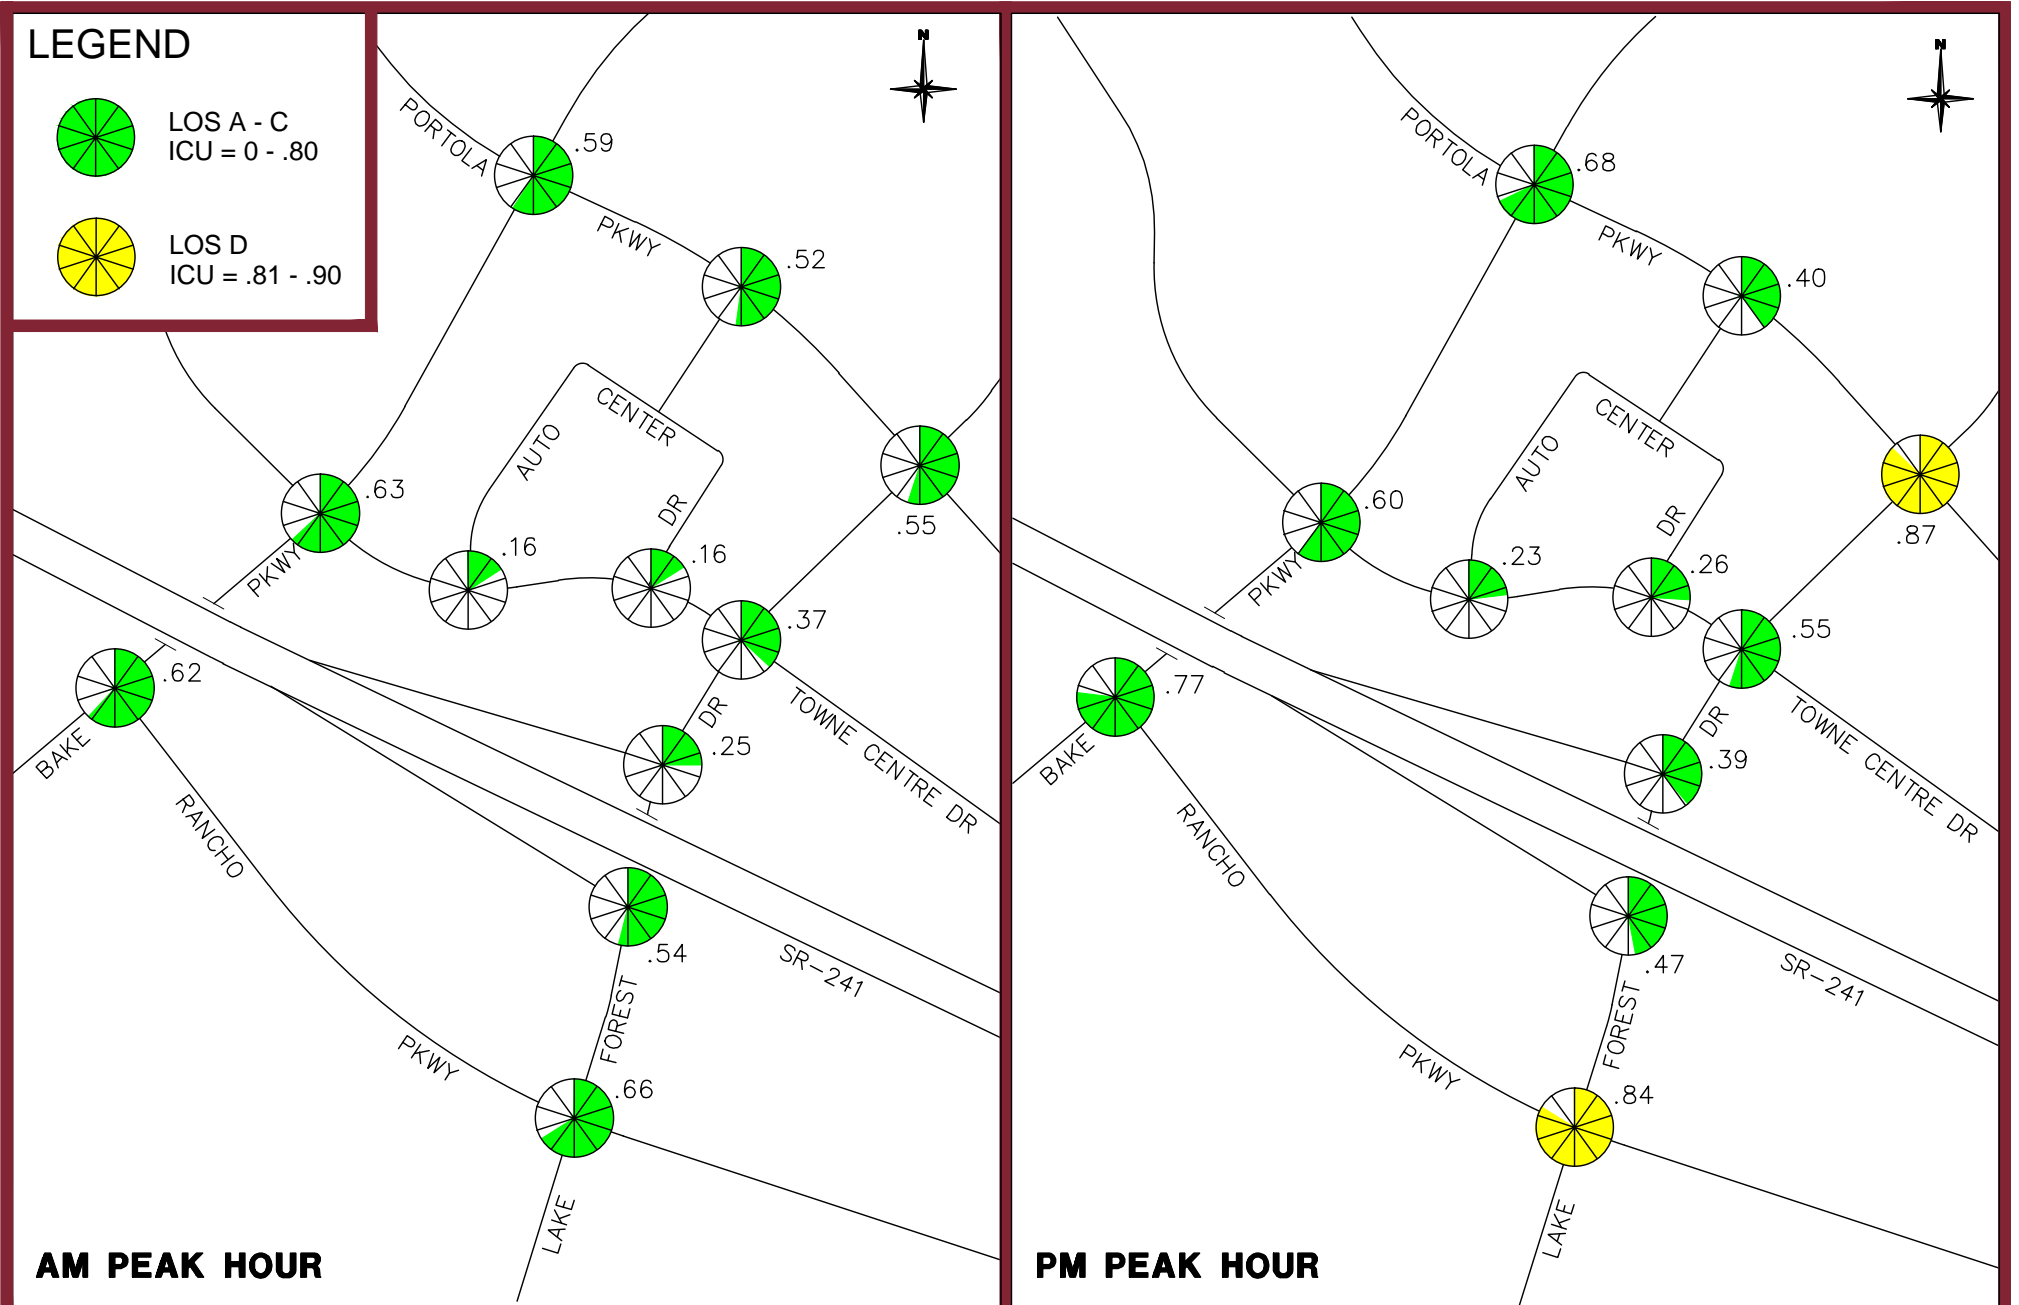 LEGEND
LOS A - C
ICU = 0 - .80
LOS D
ICU = .81 - .90
N
PORTOLA
.59
PKWY
.52
CENTER
AUTO
DR
.63
.16
.16
.55
PKWY
.37
.62
DR
.25
TOWNE CENTRE DR
BAKE
RANCHO
.54
SR-241
FOREST
PKWY
.66
LAKE
AM PEAK HOUR
N
PORTOLA
.68
PKWY
.40
CENTER
AUTO
DR
.60
.23
.26
.87
PKWY
.55
.77
DR
.39
TOWNE CENTRE DR
BAKE
RANCHO
.47
SR-241
FOREST
PKWY
.84
LAKE
PM PEAK HOUR